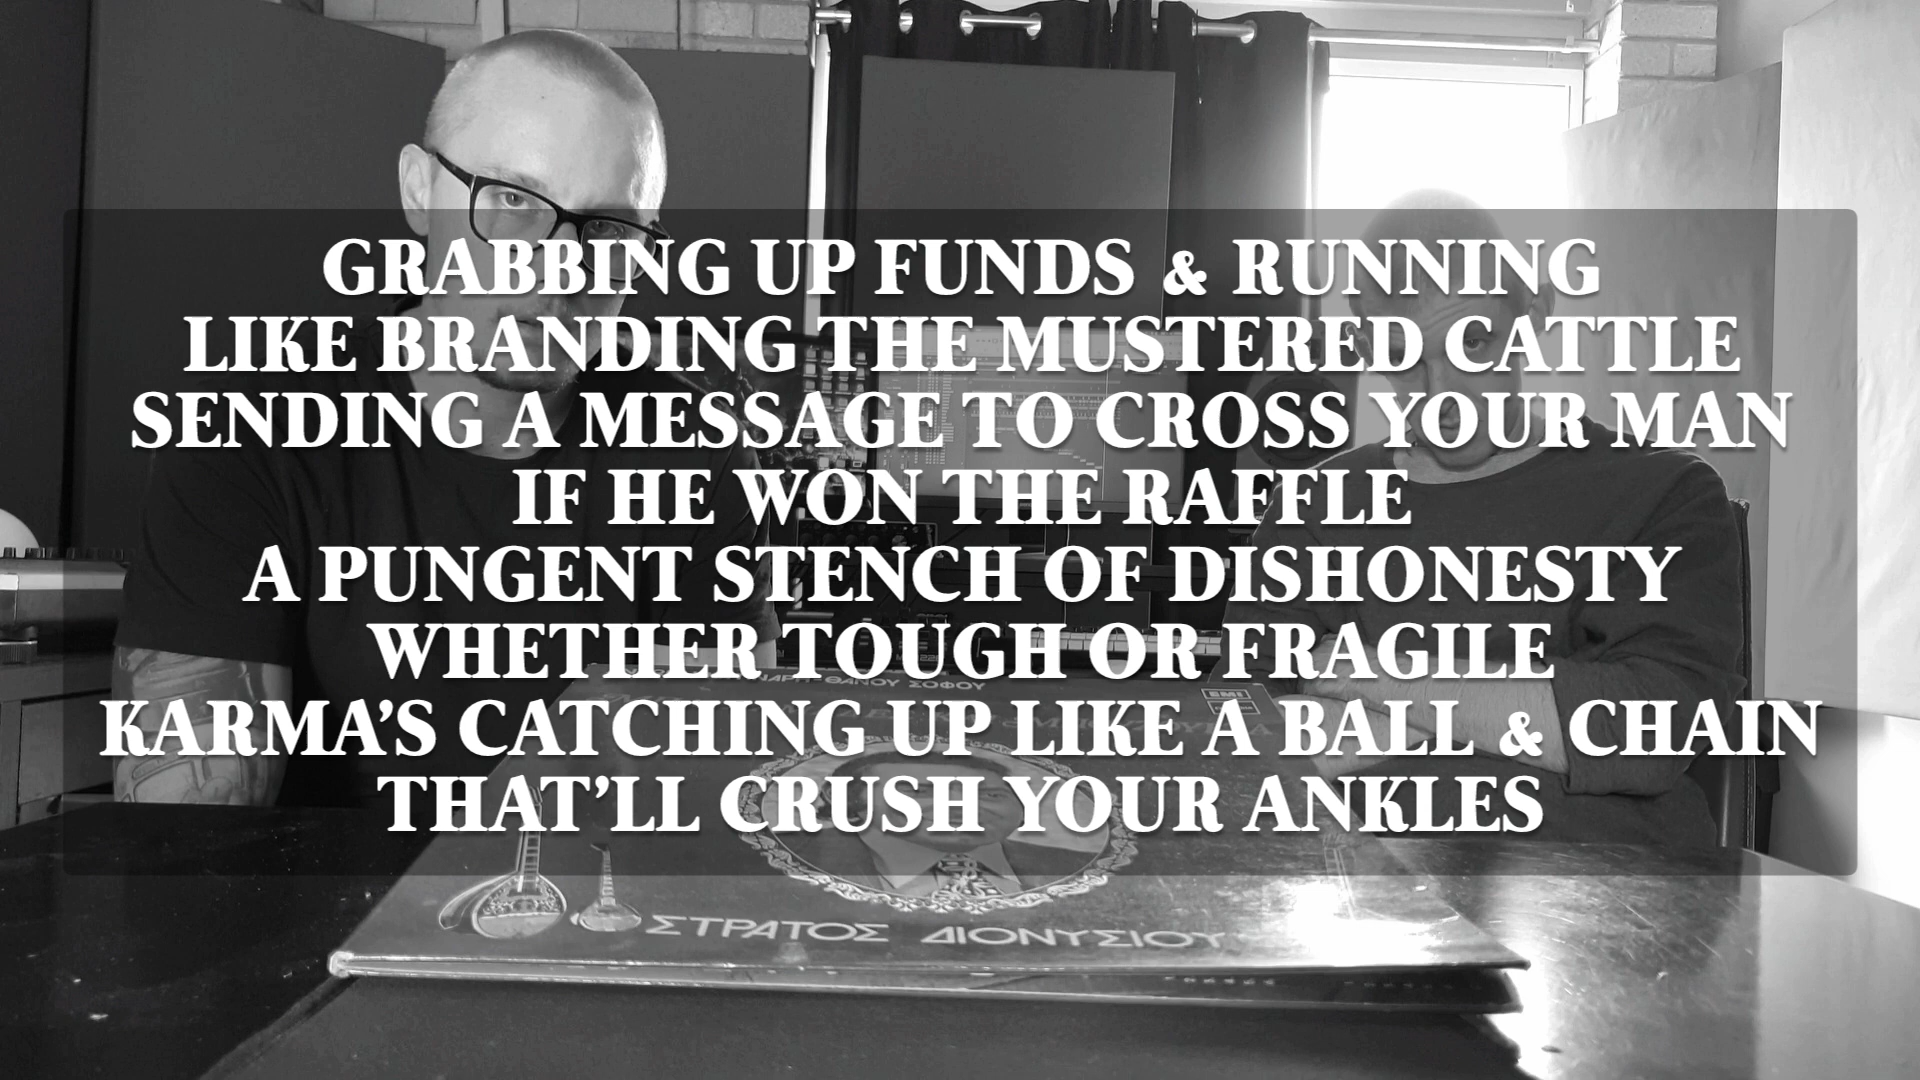 GRABBING UP FUNDS & RUNNING
LIKE BRANDING THE MUSTERED CATTLE
SENDING A MESSAGE TO CROSS YOUR MAN
IF HE WON THE RAFFLE
A PUNGENT STENCH OF DISHONESTY
WHETHER TOUGH OR FRAGILE
KARMA'S CATCHING UP LIKE A BALL & CHAIN
THAT'LL CRUSH YOUR ANKLES
ΘΑΝΟΥ ΣΟΦΟΥ
EMI
ΣΤΡΑΤΟΣ ΔΙΟΝΥΣΙΟΥ